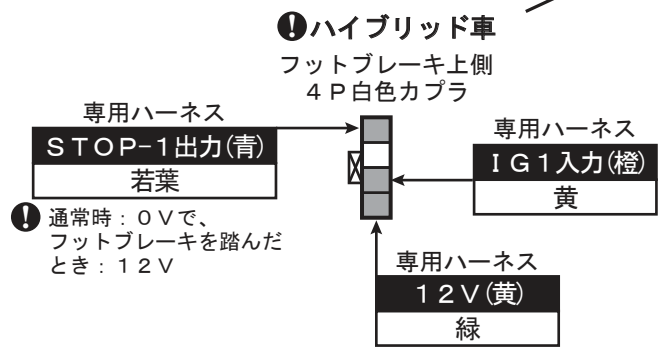 !ハイブリッド車
フットブレーキ上側
4P白色カプラ
専用ハーネス
STOP-1出力(青)
若葉
! 通常時：0Vで、
フットブレーキを踏んだ
とき：12V
専用ハーネス
IG1入力(橙)
黄
専用ハーネス
12V(黄)
緑